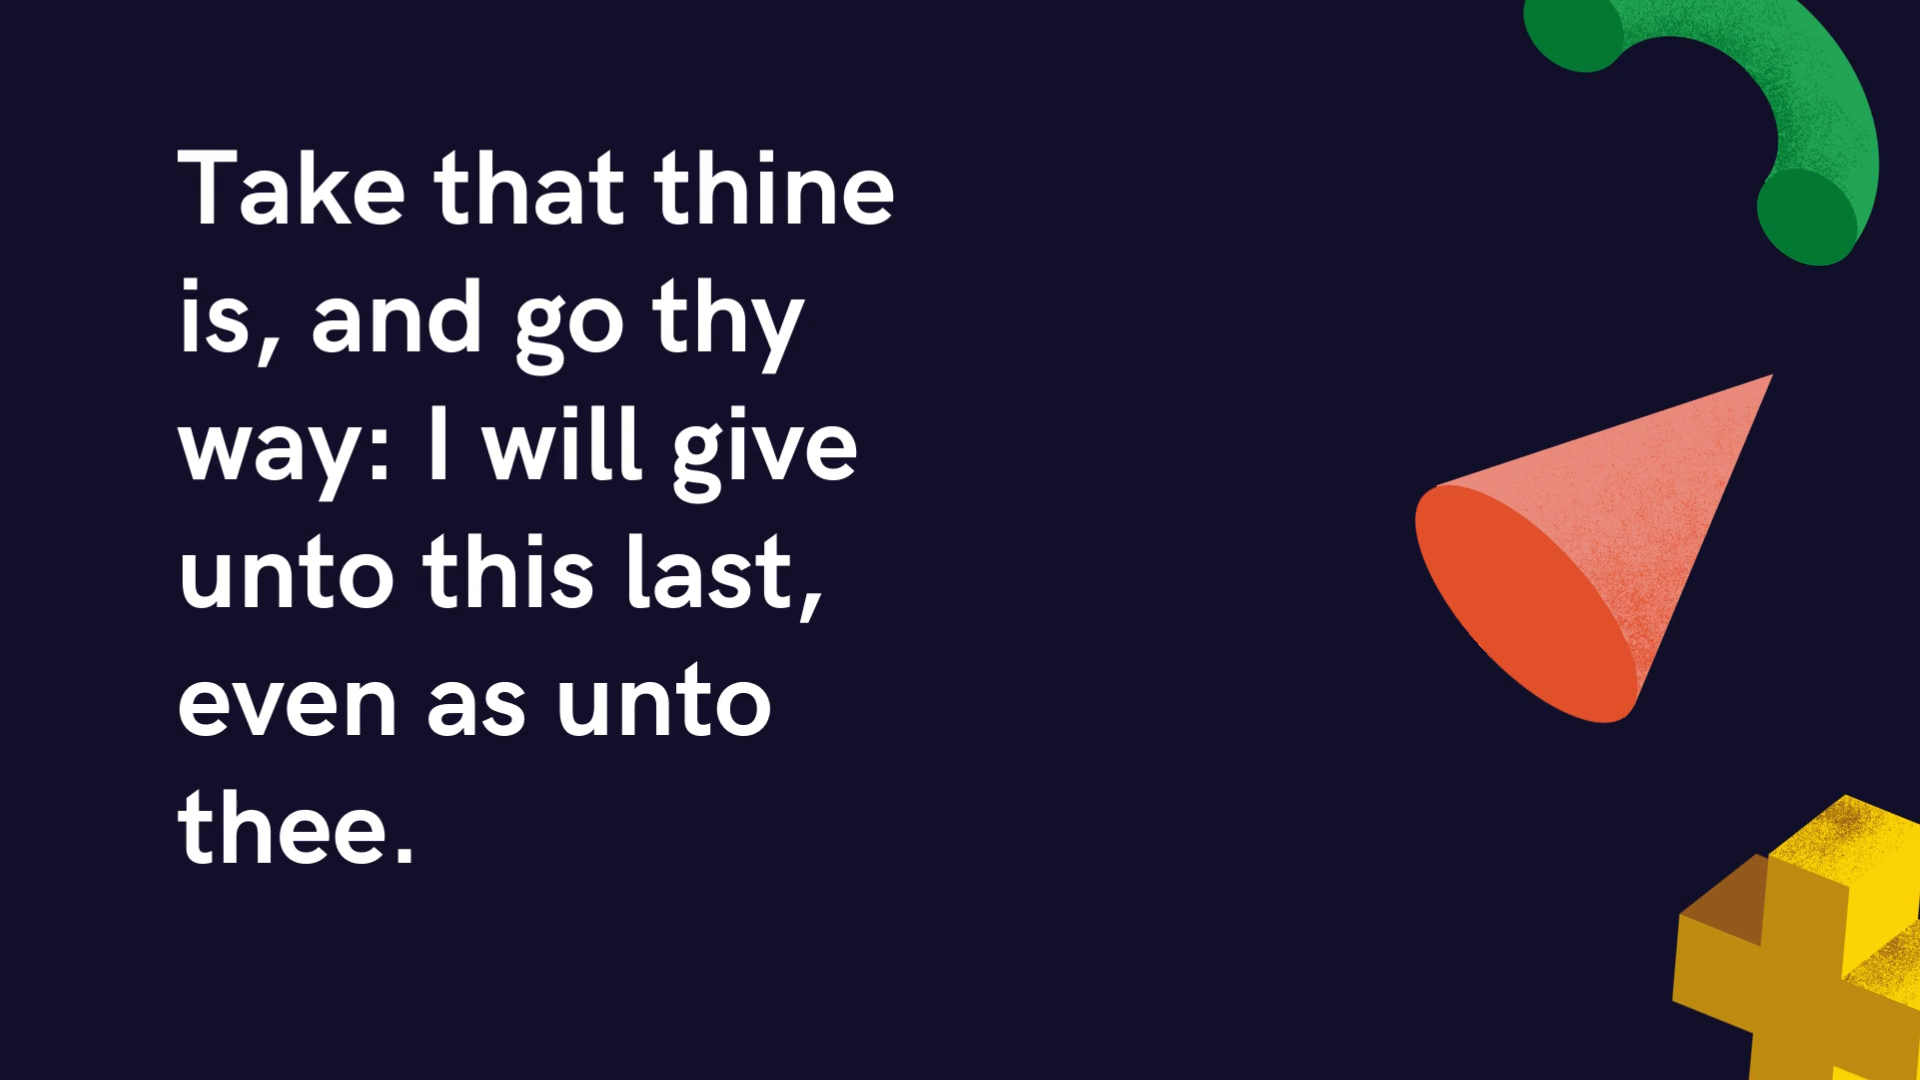 Take that thine
is, and go thy
way: I will give
unto this last,
even as unto
thee.